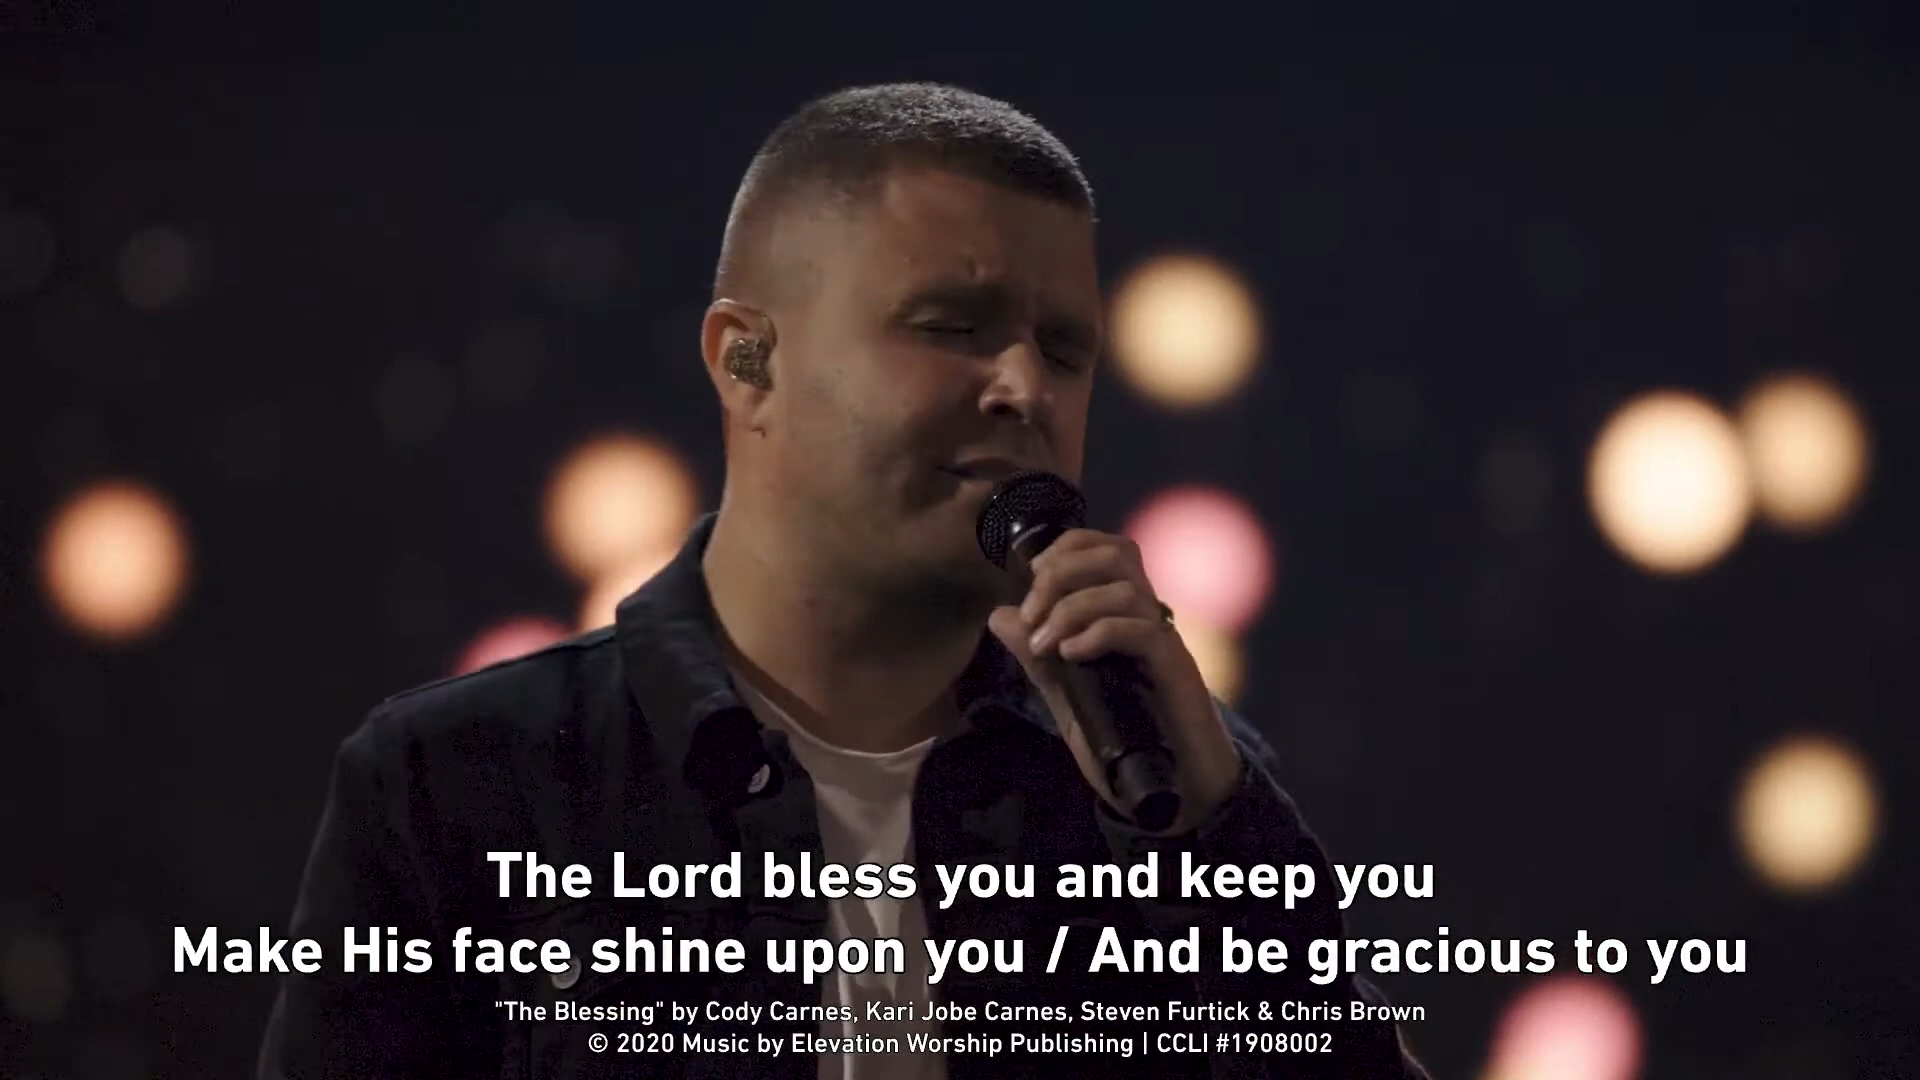 The Lord bless you and keep you
Make His face shine upon you / And be gracious to you
"The Blessing" by Cody Carnes, Kari Jobe Carnes, Steven Furtick & Chris Brown
© 2020 Music by Elevation Worship Publishing | CCLI #1908002